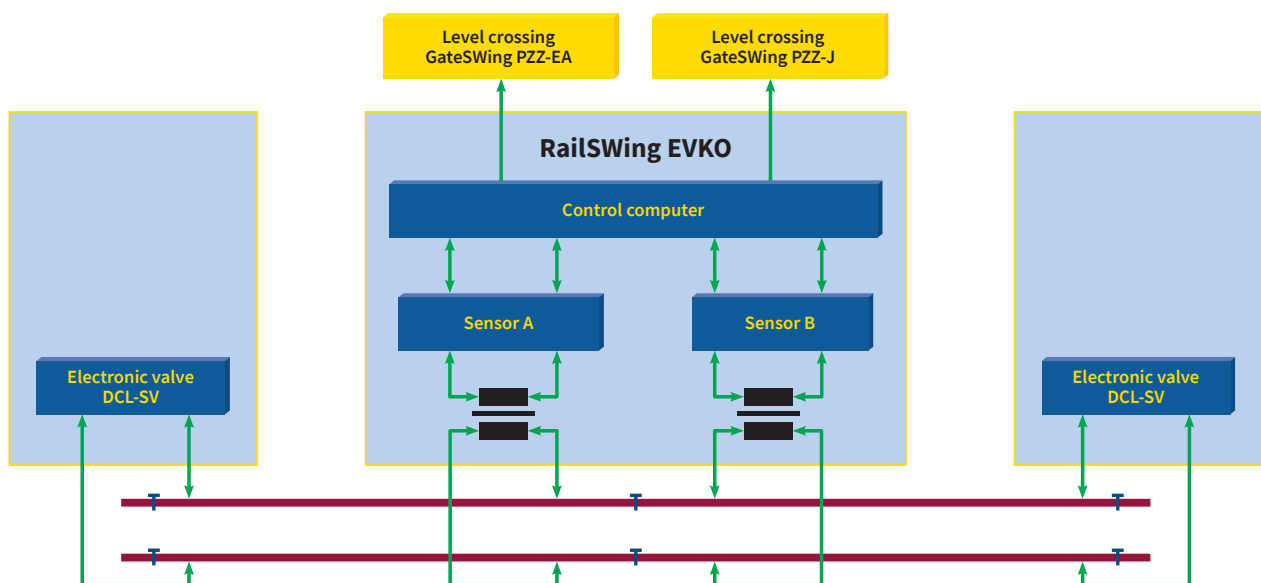 Level crossing
GateSWing PZZ-EA
Level crossing
GateSWing PZZ-J
RailSWing EVKO
Control computer
Sensor A
Sensor B
Electronic valve
DCL-SV
Electronic valve
DCL-SV